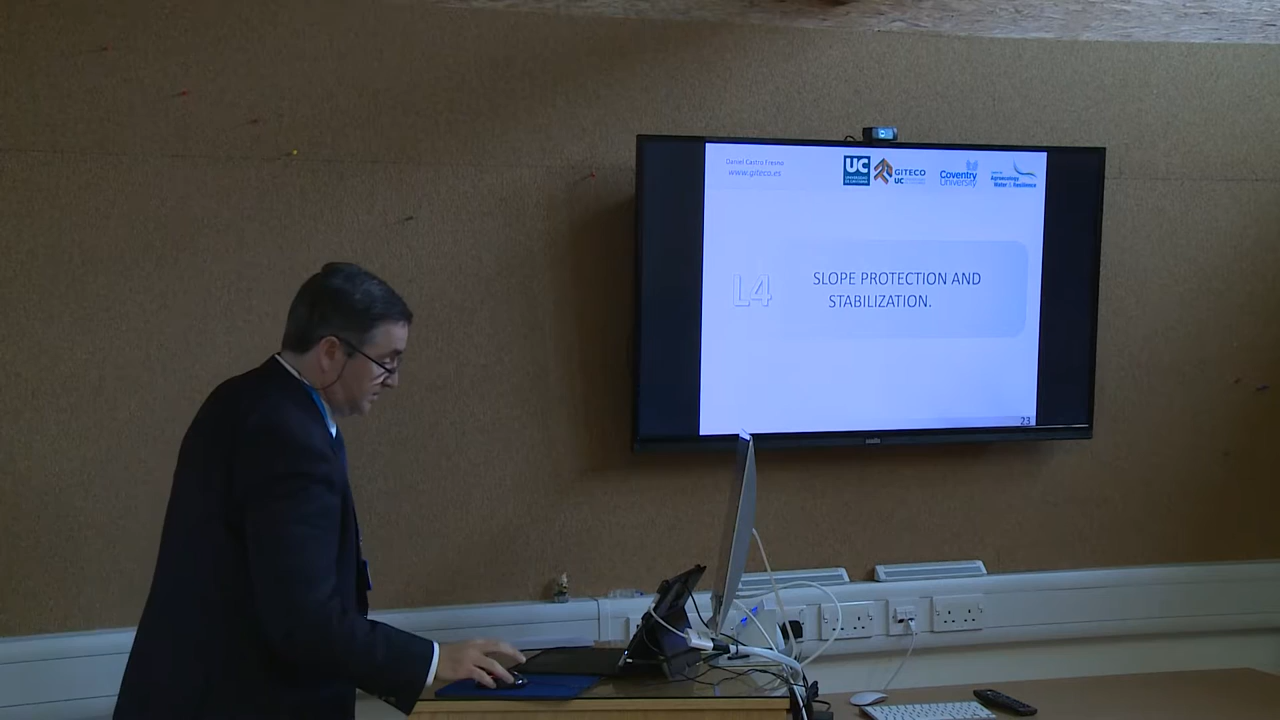 Daniel Castro Fresno
www.giteco.es
UC
GITECO
UC
Coventry
University
Agroecology
Water & Resilience
L4
SLOPE PROTECTION AND
STABILIZATION.
23